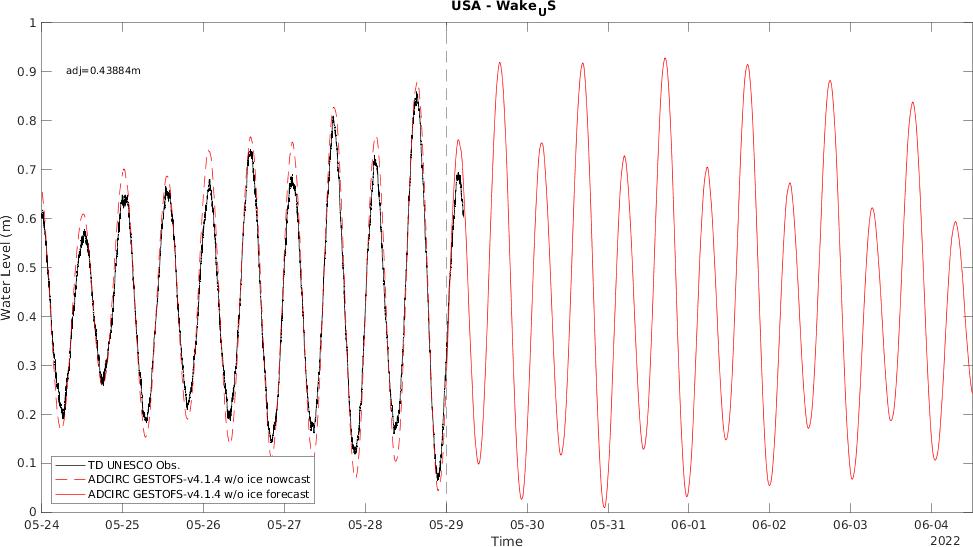 USA - Wake_US
adj=0.43884m
Water Level (m)
1
0.9
0.8
0.7
0.6
0.5
0.4
0.3
0.2
0.1
0
TD UNESCO Obs.
ADCIRC GESTOFS-v4.1.4 w/o ice nowcast
ADCIRC GESTOFS-v4.1.4 w/o ice forecast
05-24 05-25 05-26 05-27 05-28 05-29 05-30 05-31 06-01 06-02 06-03 06-04
Time
2022